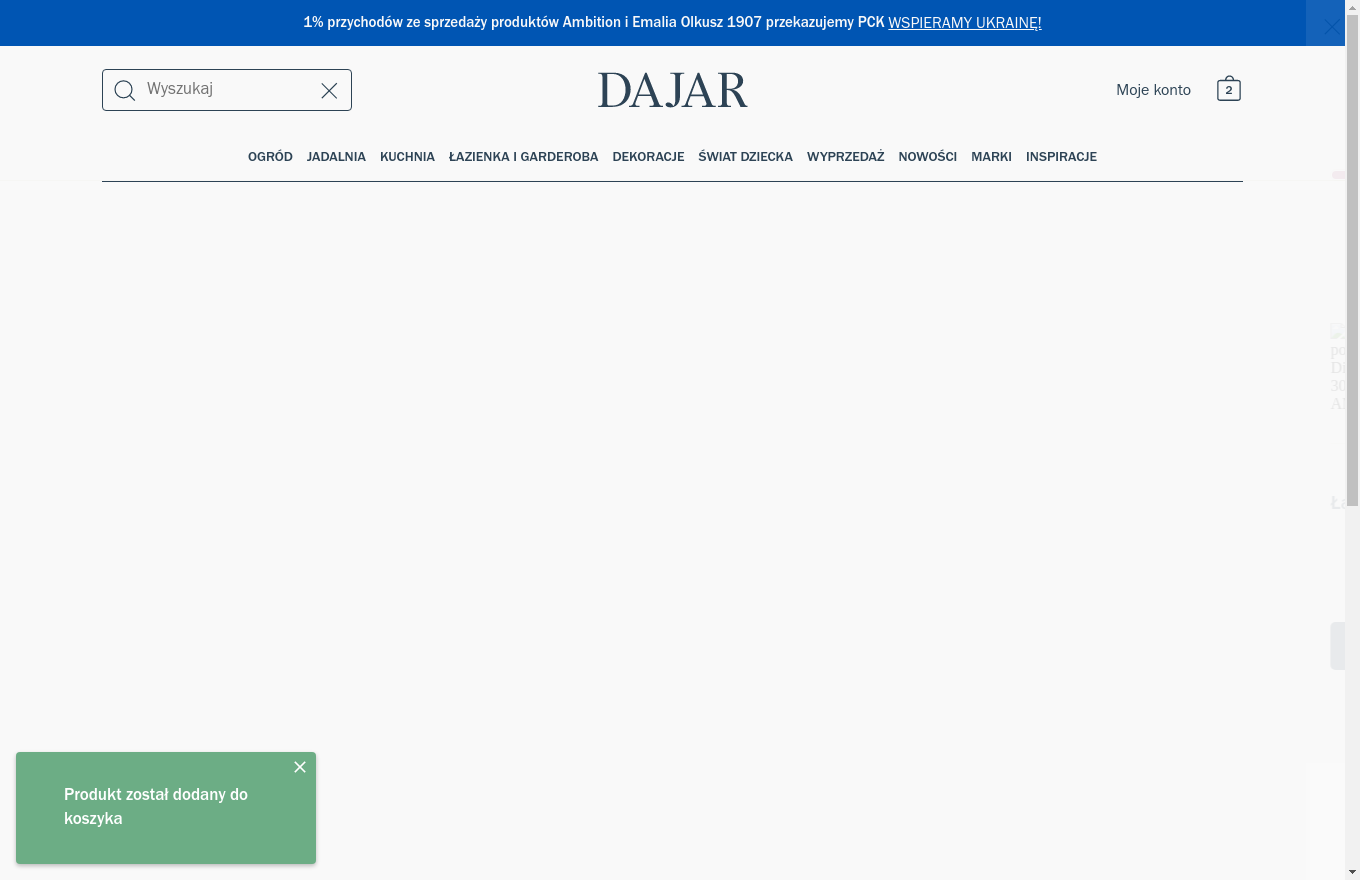 1% przychodów ze sprzedaży produktów Ambition i Emalia Olkusz 1907 przekazujemy PCK WSPIERAMY UKRAINĘ!
Wyszukaj
DAJAR
Moje konto
2
OGRÓD JADALNIA KUCHNIA ŁAZIENKA I GARDEROBA DEKORACJE ŚWIAT DZIECKA WYPRZEDAŻ NOWOŚCI MARKI INSPIRACJE
po
30
Produkt został dodany do
koszyka